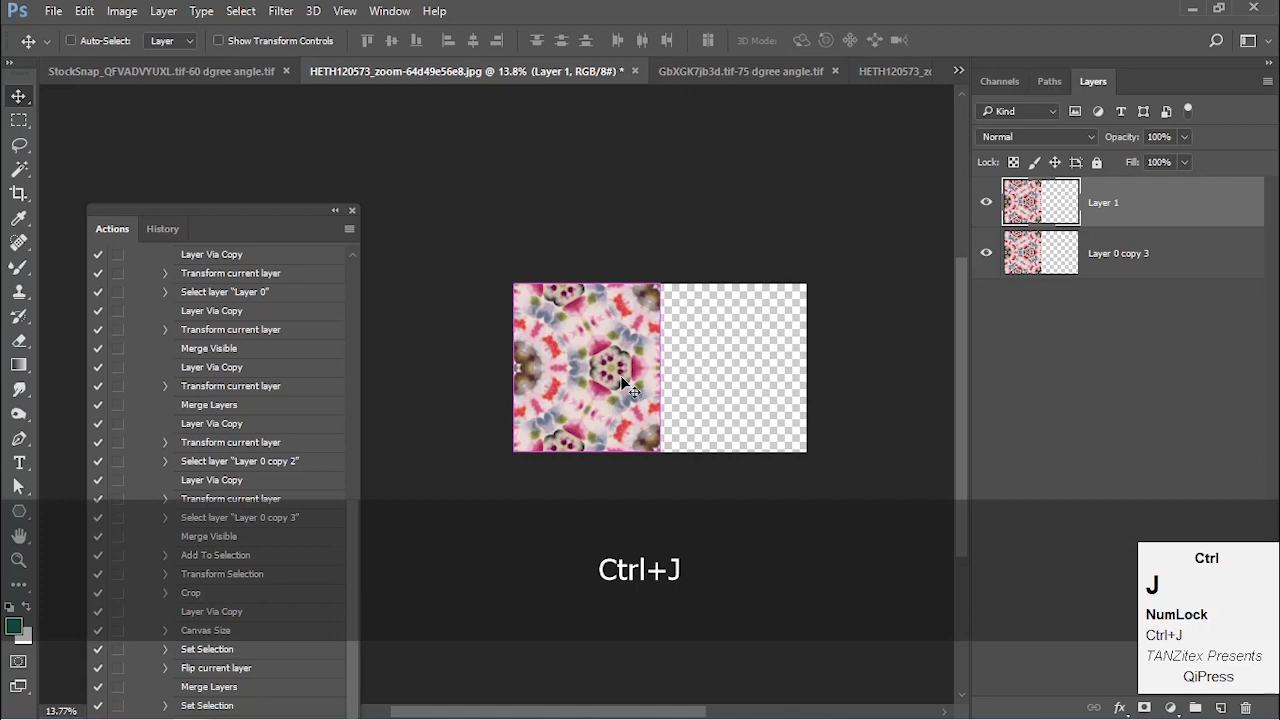 Ps File Edit Image Layer Type Select Filter 3D View Window Help
Auto-Select: Layer Show Transform Controls 3D Mode:
StockSnap_QFVADVYUXL.tif-60 dgree angle.tif HETH120573_zoom-64d49e56e8.jpg @ 13.8% (Layer 1, RGB/8#) * GbXGK7jb3d.tif-75 dgree angle.tif HETH120573_zo
Channels Paths Layers
Kind
Normal Opacity: 100%
Lock: Fill: 100%
Layer 1
Layer 0 copy 3
Actions History
Layer Via Copy
Transform current layer
Select layer "Layer 0"
Layer Via Copy
Transform current layer
Merge Visible
Layer Via Copy
Transform current layer
Merge Layers
Layer Via Copy
Transform current layer
Select layer "Layer 0 copy 2"
Layer Via Copy
Transform current layer
Select layer "Layer 0 copy 3"
Merge Visible
Add To Selection
Transform Selection
Crop
Layer Via Copy
Canvas Size
Set Selection
Flip current layer
Merge Layers
Set Selection
Ctrl+J
Ctrl
J
NumLock
Ctrl+J
TANZitex Presents
QiPress
13.77%
fx